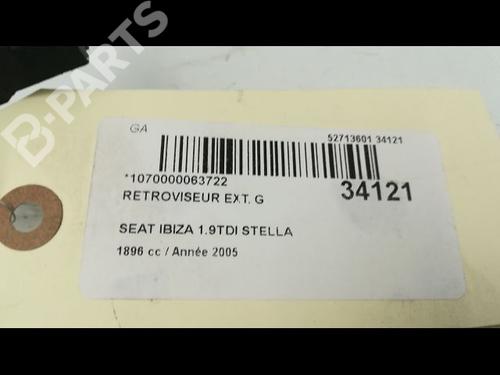 B-PARTS
GA
52713601 34121
*1070000063722
34121
RETROVISEUR EXT. G
SEAT IBIZA 1.9TDI STELLA
1896 cc / Année 2005